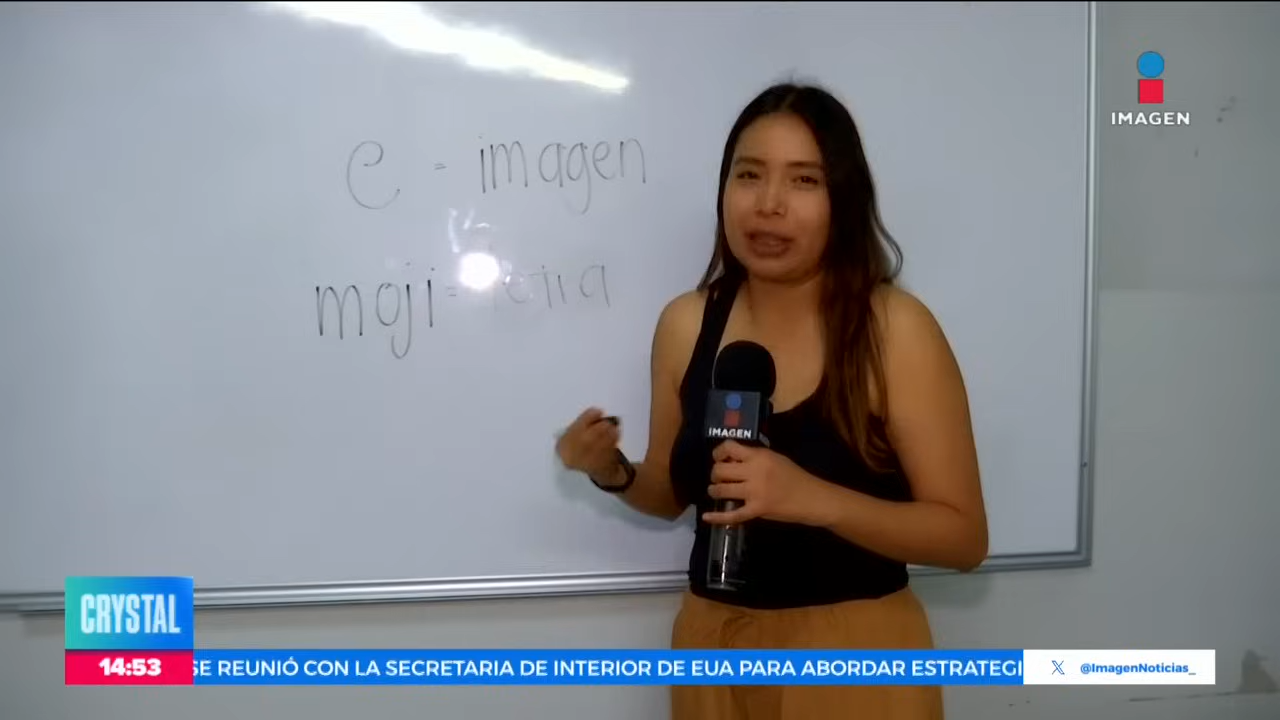 IMAGEN
e = imagen
moji = letra
IMAGEN
CRYSTAL
14:53
SE REUNIÓ CON LA SECRETARIA DE INTERIOR DE EUA PARA ABORDAR ESTRATEGI
X @ImagenNoticias_